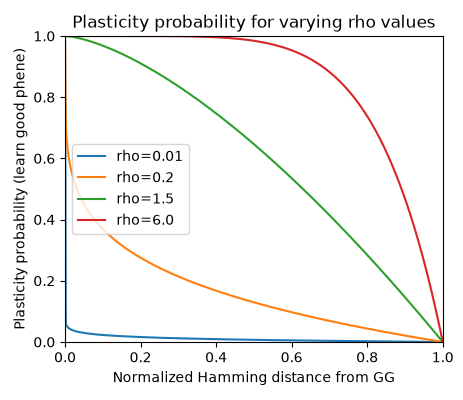 Plasticity probability for varying rho values
Plasticity probability (learn good phene)
1.0
0.8
0.6
0.4
0.2
0.0
rho=0.01
rho=0.2
rho=1.5
rho=6.0
0.0 0.2 0.4 0.6 0.8 1.0
Normalized Hamming distance from GG